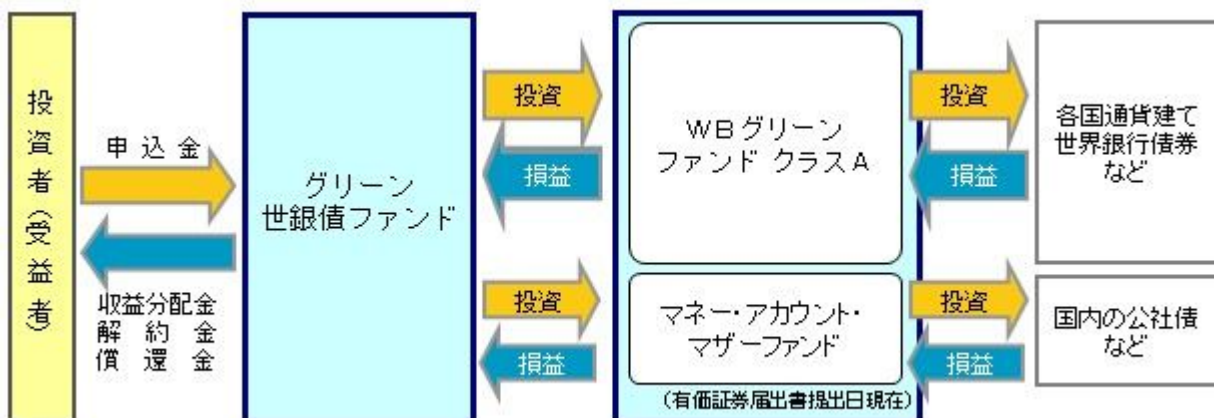 投資者(受益者)
申込金
収益分配金
解約金
償還金
グリーン
世銀債ファンド
投資
損益
投資
損益
WBグリーン
ファンド クラスA
マネー・アカウント・
マザーファンド
(有価証券届出書提出日現在)
投資
損益
投資
損益
各国通貨建て
世界銀行債券
など
国内の公社債
など